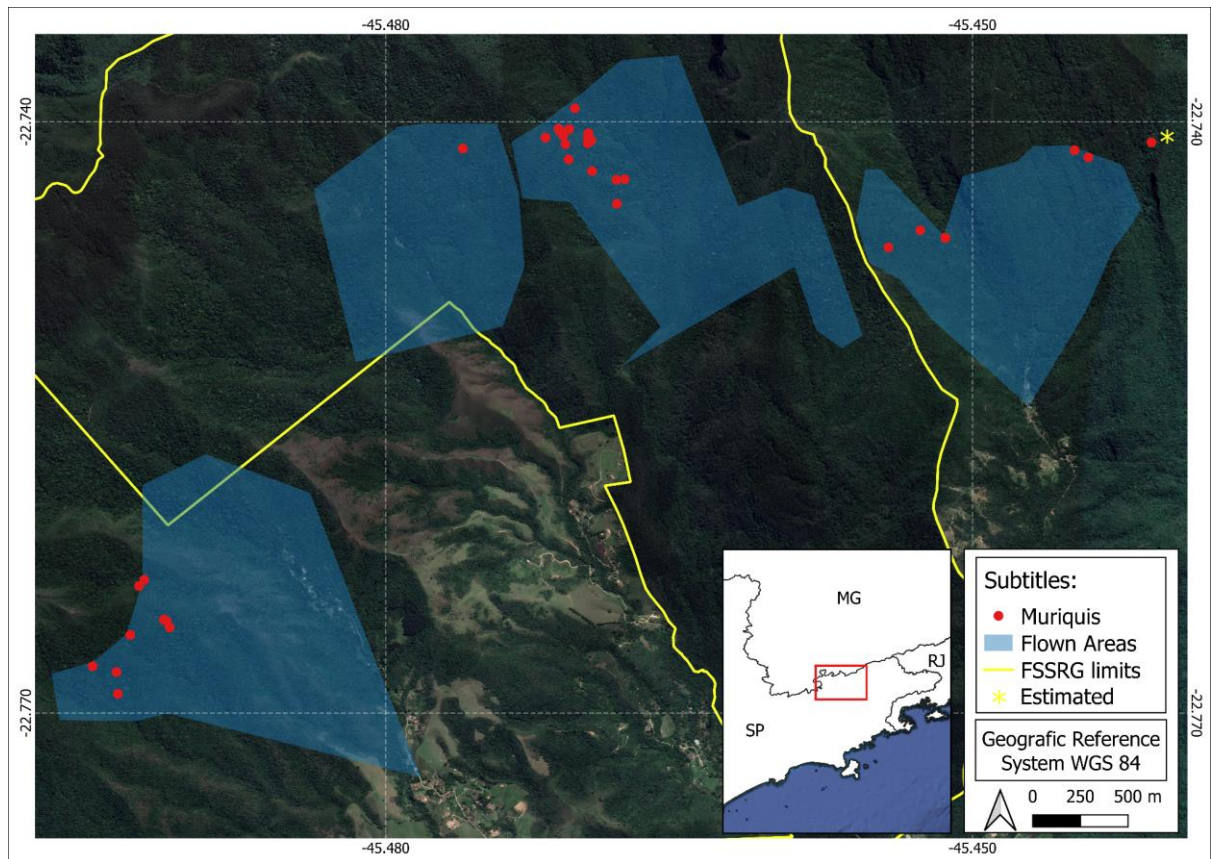 -45.480
-45.450
-22.740
-22.740
MG
RJ
SP
Subtitles:
Muriquis
Flown Areas
FSSRG limits
Estimated
Geografic Reference
System WGS 84
0 250 500 m
-22.770
-22.770
-45.480
-45.450